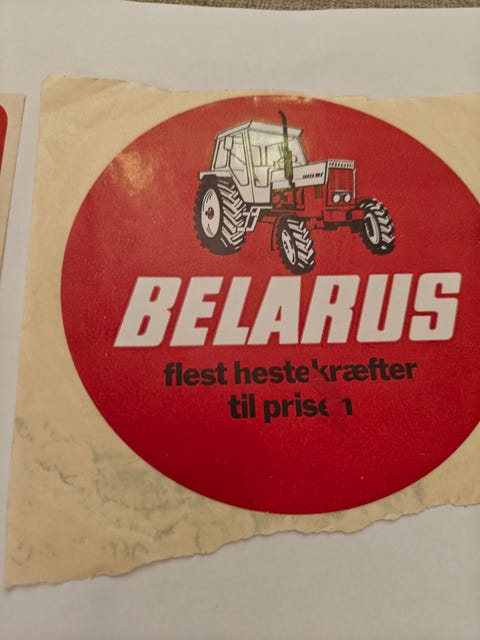 BELARUS
flest hestekræfter
til prisen